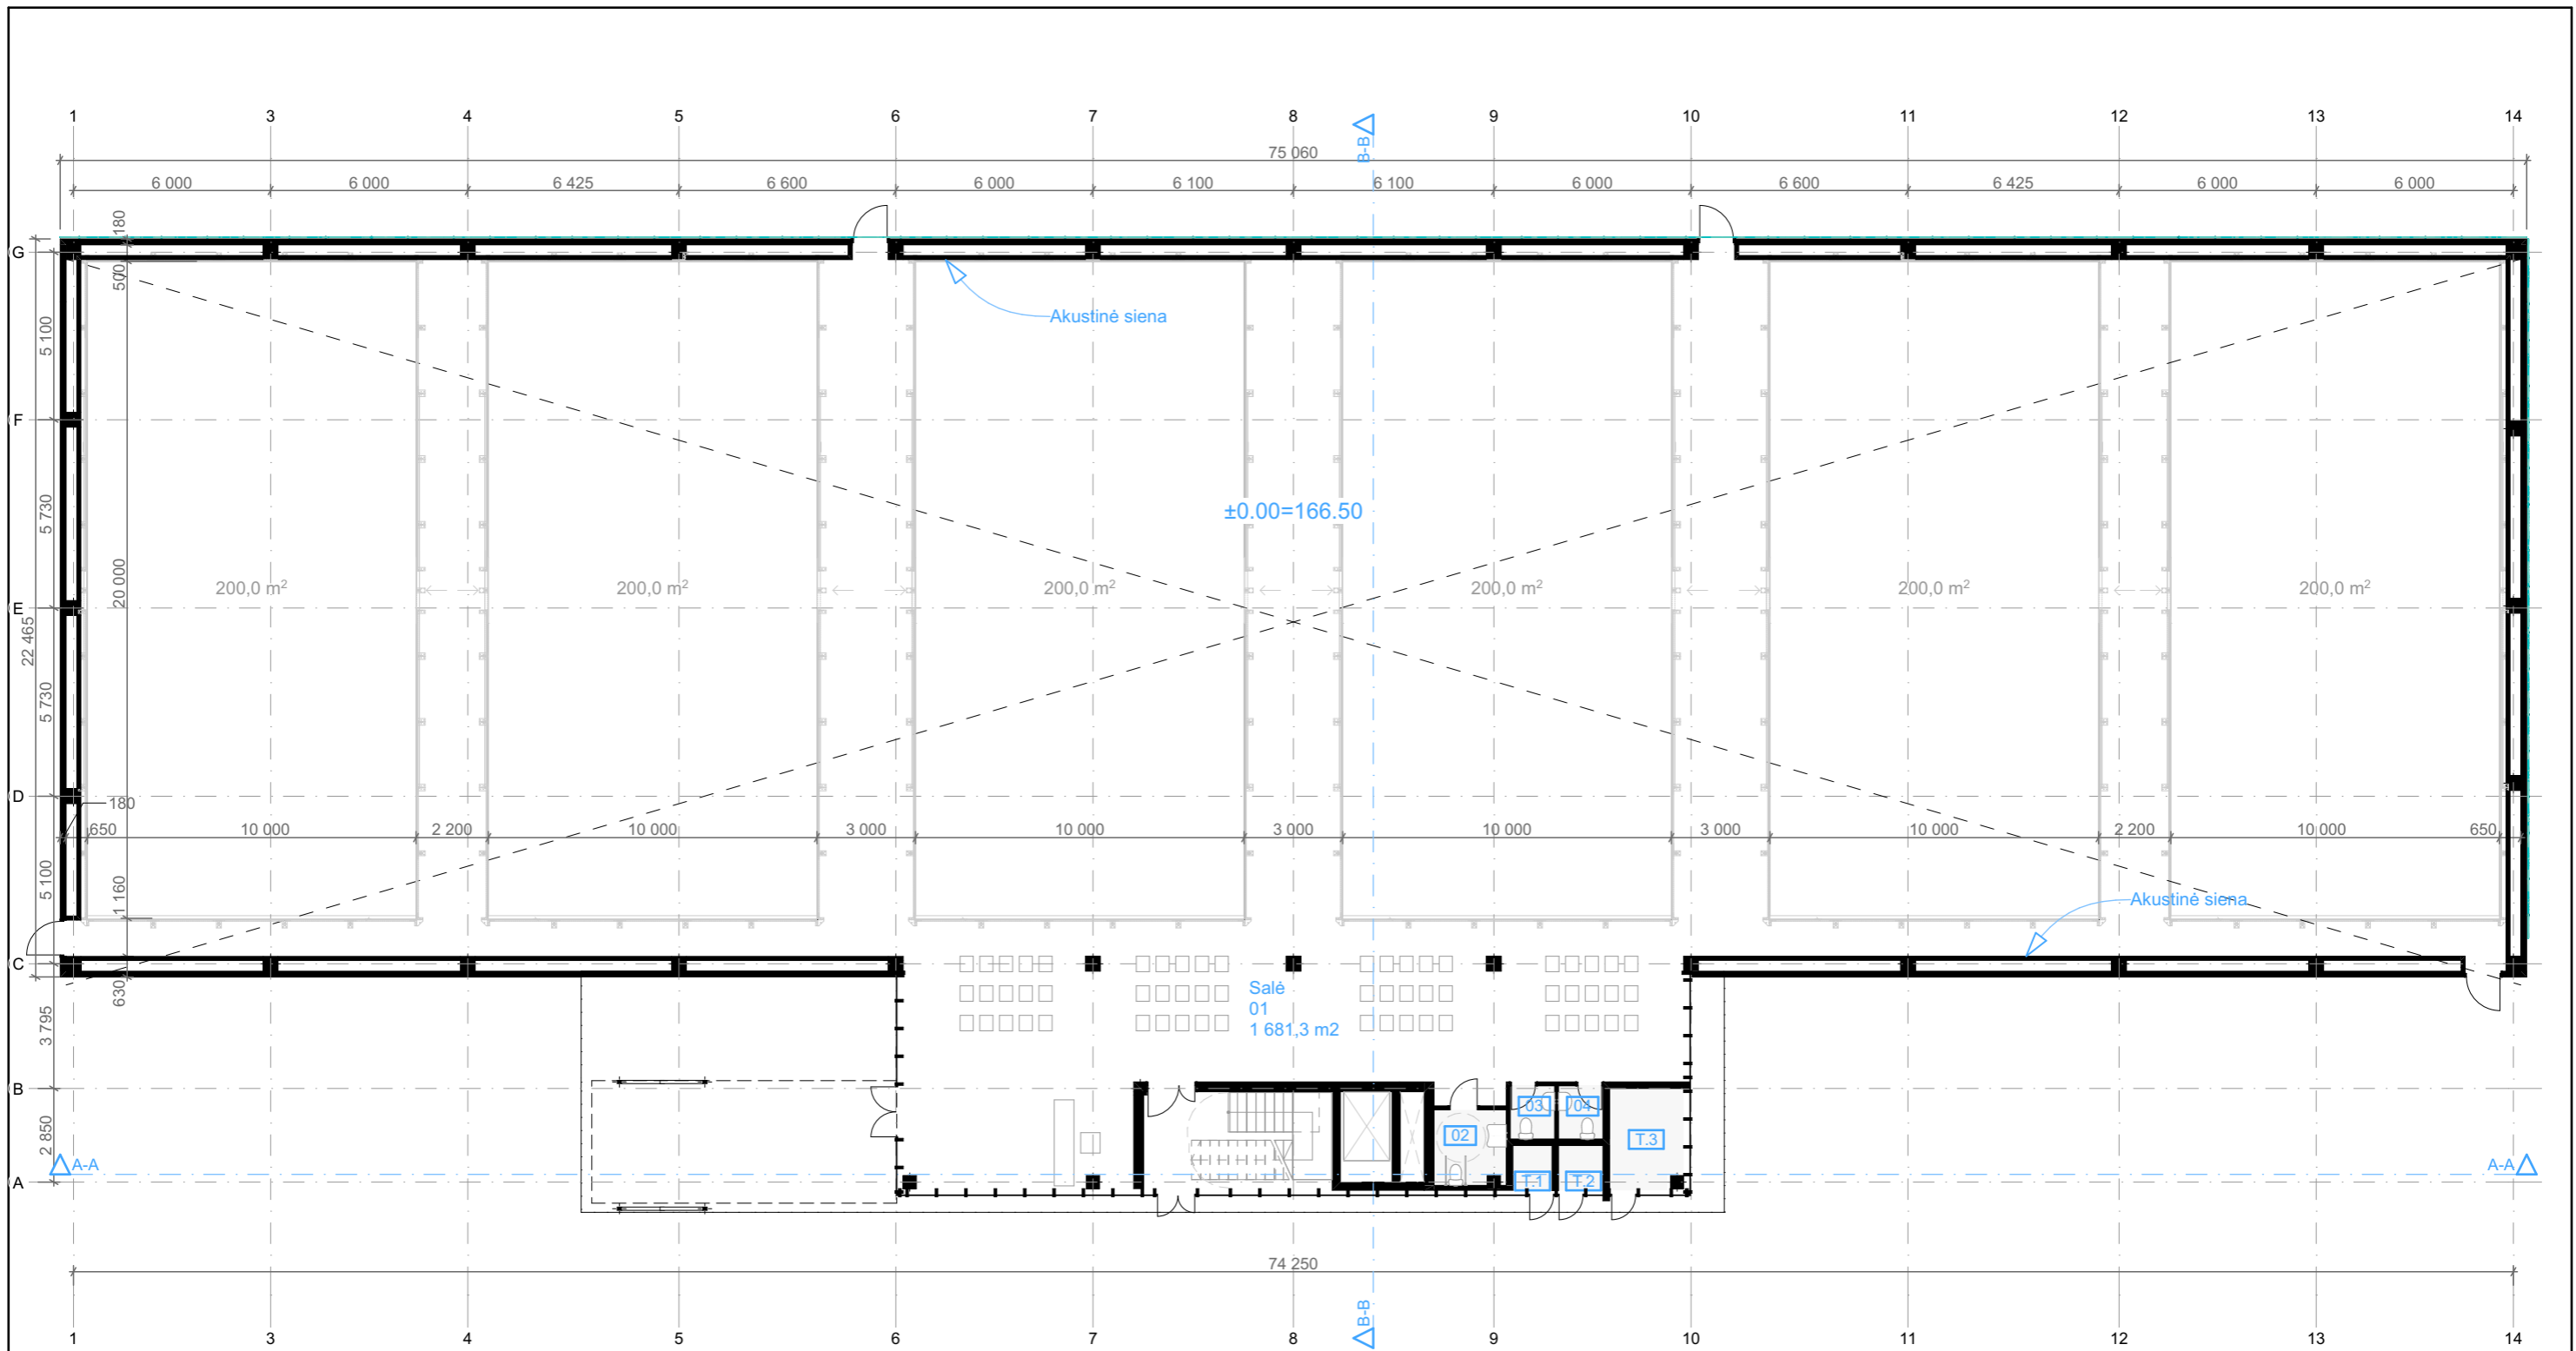 1 3 4 5 6 7 8 9 10 11 12 13 14
B-B
75 060
6 000 6 000 6 425 6 600 6 000 6 100 6 100 6 000 6 600 6 425 6 000 6 000
180
G
500
Akustinė siena
5 100
F
±0.00=166.50
5 730
20 000
200,0 m² 200,0 m² 200,0 m² 200,0 m² 200,0 m² 200,0 m²
E
22 465
5 730
D
180
650 10 000 2 200 10 000 3 000 10 000 3 000 10 000 3 000 10 000 2 200 10 000 650
5 100
1 160
Akustinė siena
C
630
Salė
01
1 681,3 m2
3 795
B
03 04
02
T.3
2 850
A-A A-A
A
T.1 T.2
74 250
B-B
1 3 4 5 6 7 8 9 10 11 12 13 14